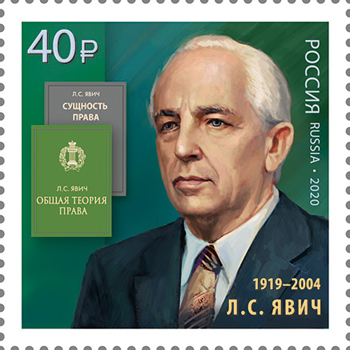 40₽
Л.С. ЯВИЧ
СУЩНОСТЬ
ПРАВА
Л.С. ЯВИЧ
ОБЩАЯ ТЕОРИЯ
ПРАВА
РОССИЯ RUSSIA • 2020
1919–2004
Л.С. ЯВИЧ